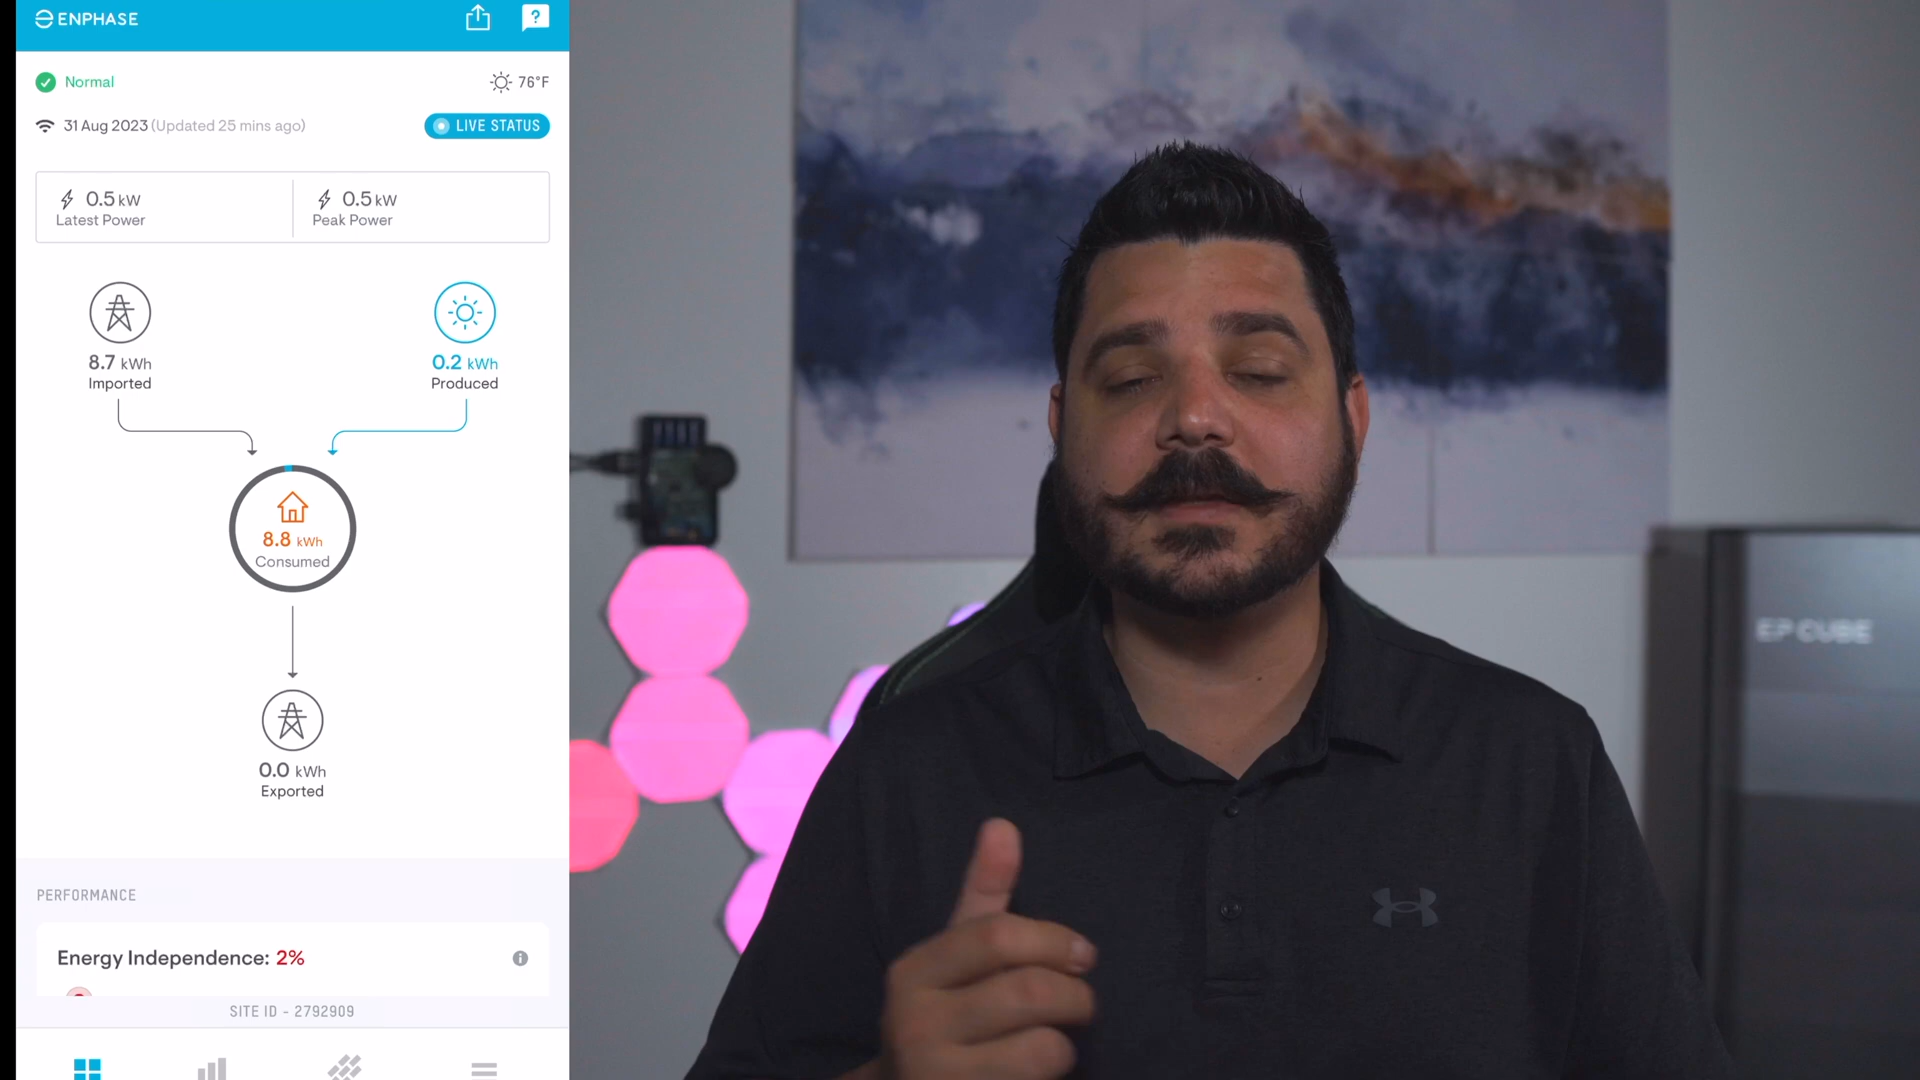 ENPHASE
?
Normal
76°F
31 Aug 2023 (Updated 25 mins ago)
LIVE STATUS
0.5 kW
Latest Power
0.5 kW
Peak Power
8.7 kWh
Imported
0.2 kWh
Produced
8.8 kWh
Consumed
0.0 kWh
Exported
PERFORMANCE
Energy Independence: 2%
SITE ID - 2792909
EP CUBE